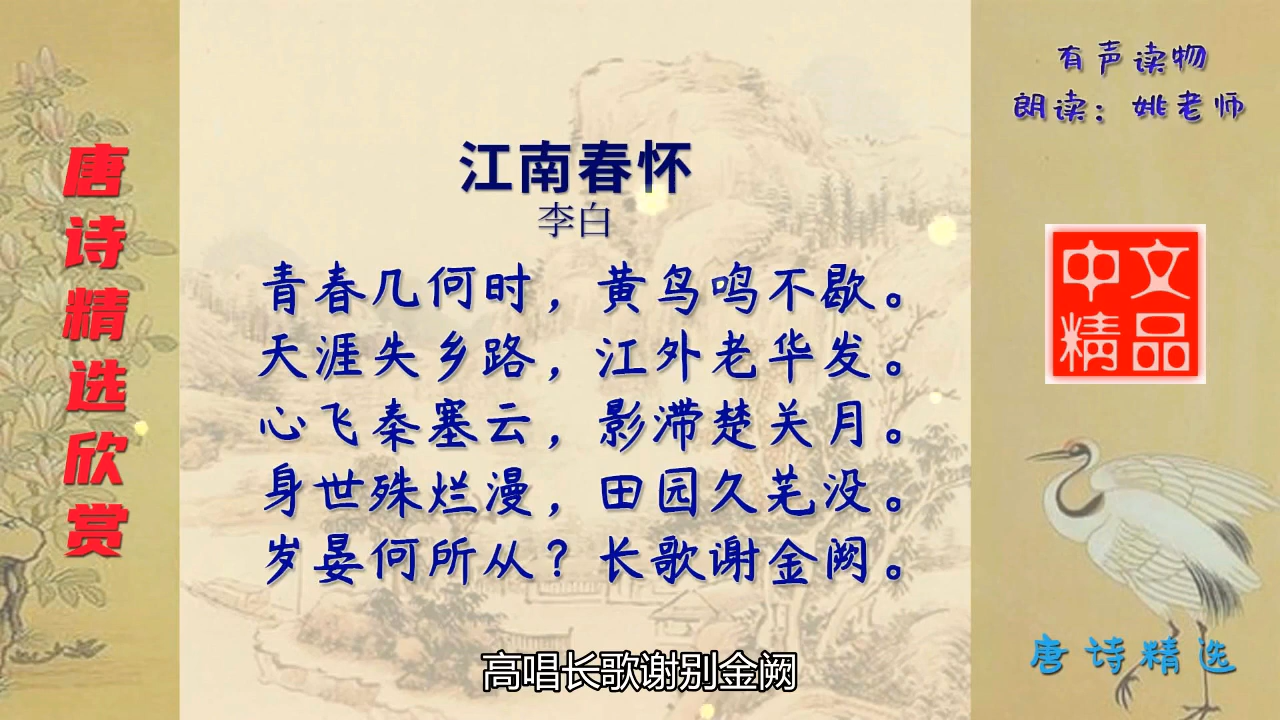 唐诗精选欣赏
江南春怀
李白
青春几何时，黄鸟鸣不歇。
天涯失乡路，江外老华发。
心飞秦塞云，影滞楚关月。
身世殊烂漫，田园久芜没。
岁晏何所从？长歌谢金阙。
高唱长歌谢别金阙
有声读物
朗读：姚老师
中文
精品
唐诗精选